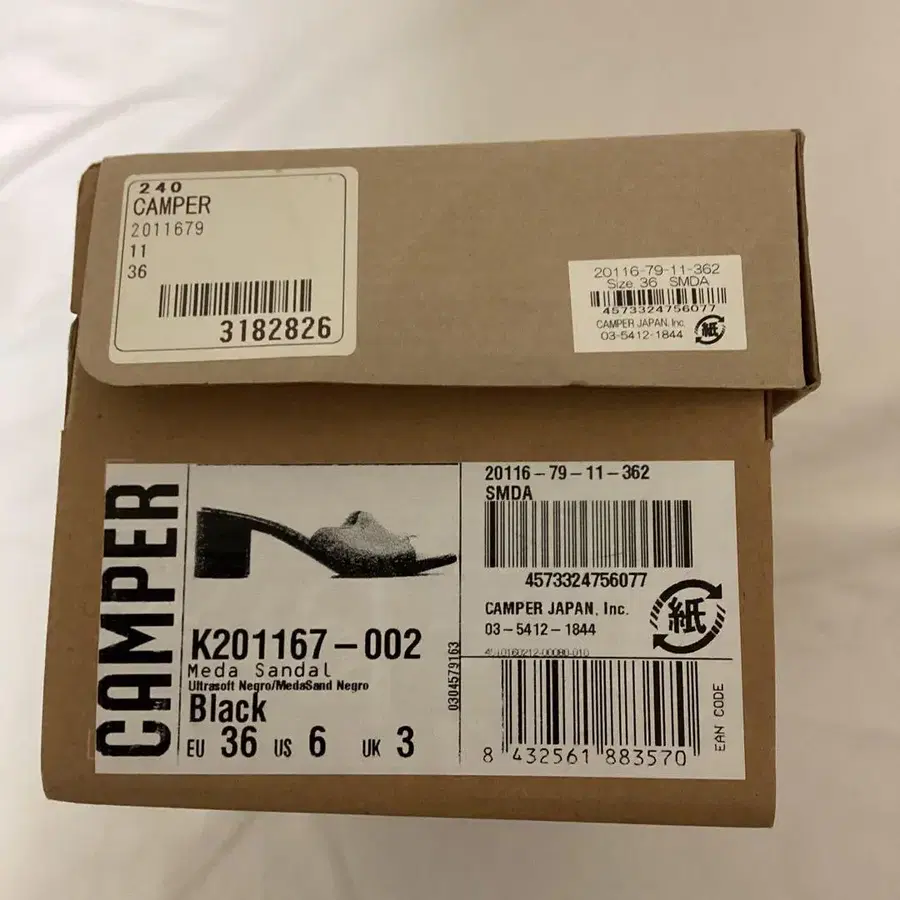 240
CAMPER
2011679
11
36
3182826
20116-79-11-362
Size 36 SMDA
4573324756077
CAMPER JAPAN, Inc.
03-5412-1844
紙
CAMPER
K201167-002
Meda Sandal
Ultrasoft Negro/MedaSand Negro
Black
EU 36 US 6 UK 3
0304579163
20116-79-11-362
SMDA
4573324756077
CAMPER JAPAN, Inc.
03-5412-1844
紙
8 432561 883570
EAN CODE